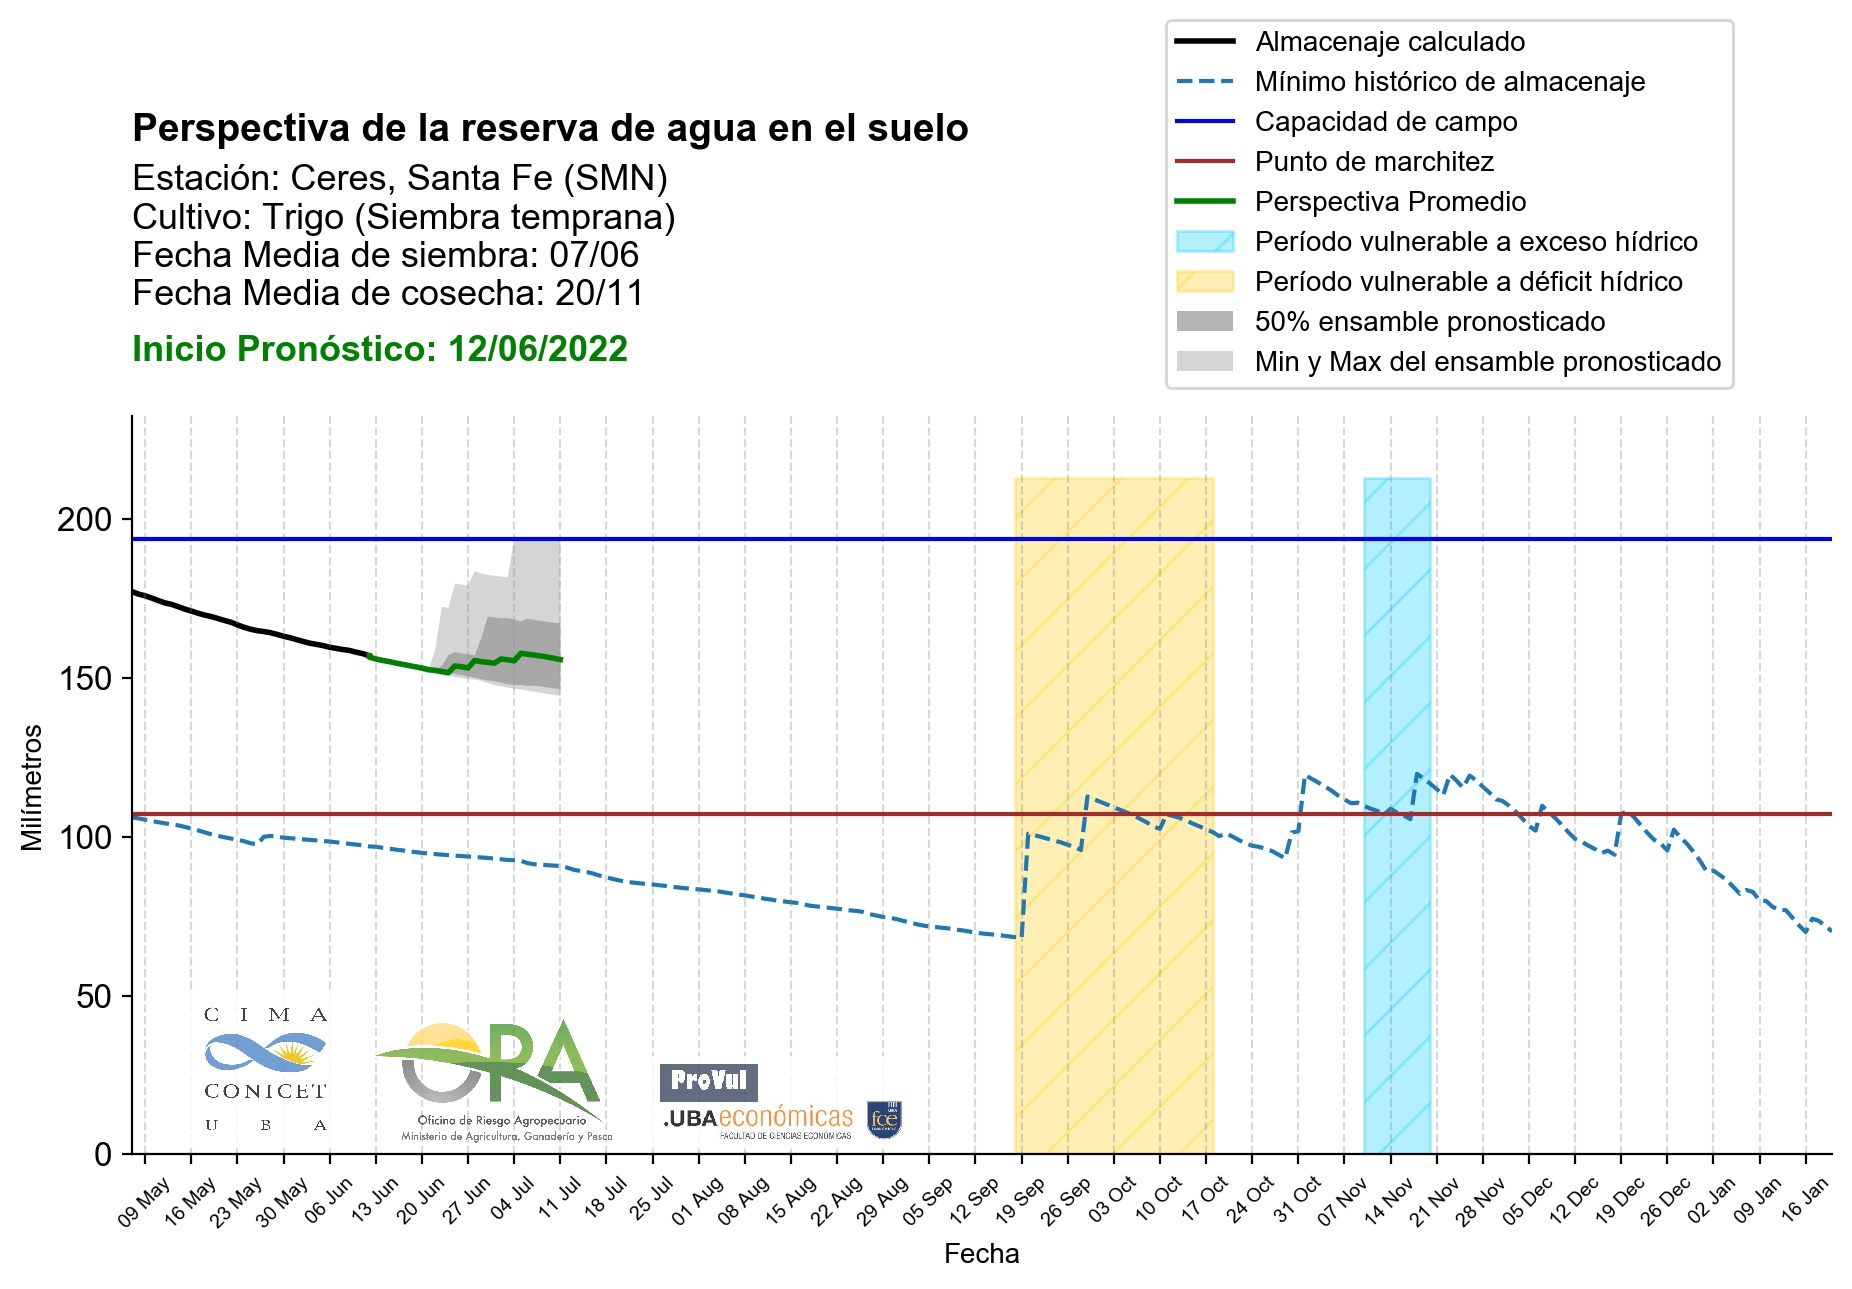 Almacenaje calculado
Mínimo histórico de almacenaje
Capacidad de campo
Punto de marchitez
Perspectiva Promedio
Período vulnerable a exceso hídrico
Período vulnerable a déficit hídrico
50% ensamble pronosticado
Min y Max del ensamble pronosticado
Perspectiva de la reserva de agua en el suelo
Estación: Ceres, Santa Fe (SMN)
Cultivo: Trigo (Siembra temprana)
Fecha Media de siembra: 07/06
Fecha Media de cosecha: 20/11
Inicio Pronóstico: 12/06/2022
200
150
100
50
0
Milímetros
CIMA
CONICET
UBA
OPA
Oficina de Riesgo Agropecuario
Ministerio de Agricultura, Ganadería y Pesca
ProVul
.UBAeconómicas
FACULTAD DE CIENCIAS ECONÓMICAS
fce
09 May
16 May
23 May
30 May
06 Jun
13 Jun
20 Jun
27 Jun
04 Jul
11 Jul
18 Jul
25 Jul
01 Aug
08 Aug
15 Aug
22 Aug
29 Aug
05 Sep
12 Sep
19 Sep
26 Sep
03 Oct
10 Oct
17 Oct
24 Oct
31 Oct
07 Nov
14 Nov
21 Nov
28 Nov
05 Dec
12 Dec
19 Dec
26 Dec
02 Jan
09 Jan
16 Jan
Fecha